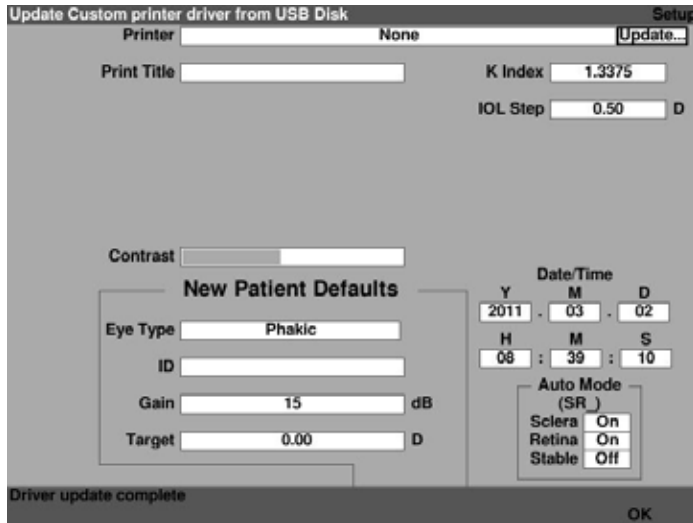 Update Custom printer driver from USB Disk Setup
Printer None Update...
Print Title K Index 1.3375
IOL Step 0.50 D
Contrast
Date/Time
New Patient Defaults Y M D
2011 . 03 . 02
Eye Type Phakic H M S
ID 08 : 39 : 10
Auto Mode
Gain 15 dB (SR_)
Sclera On
Target 0.00 D Retina On
Stable Off
Driver update complete
OK